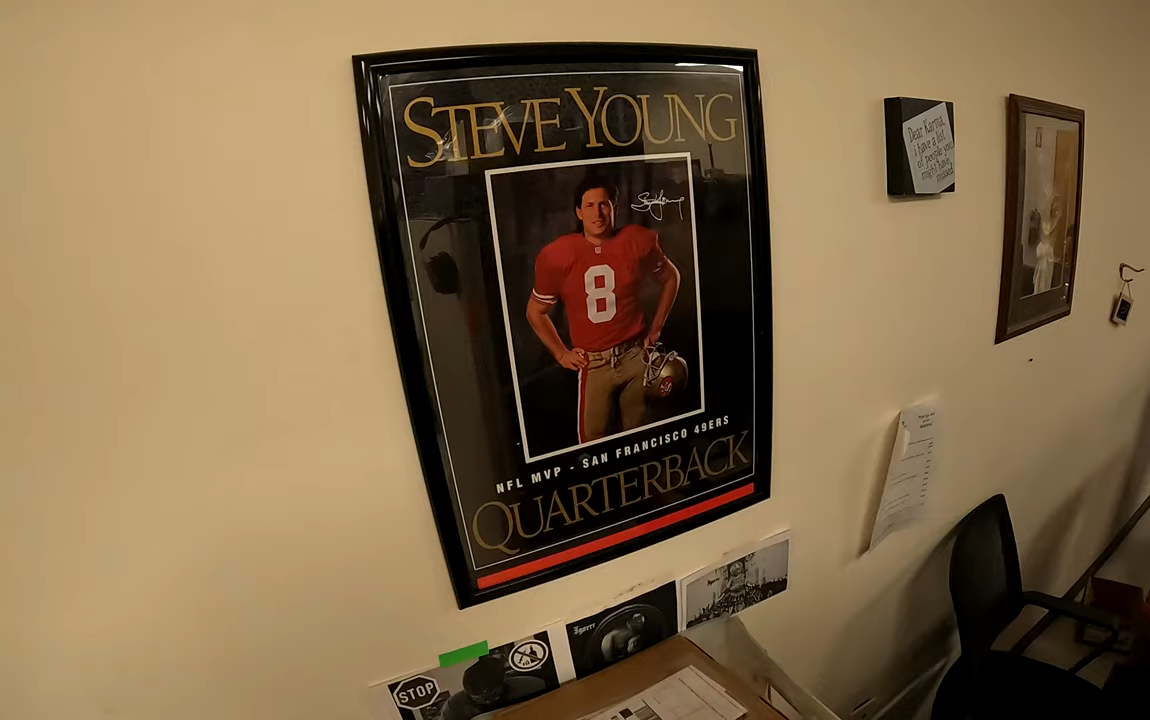 STEVE YOUNG
8
NFL MVP - SAN FRANCISCO 49ERS
QUARTERBACK
Dear Karma,
i have a list
of people you
might have
missed
STOP